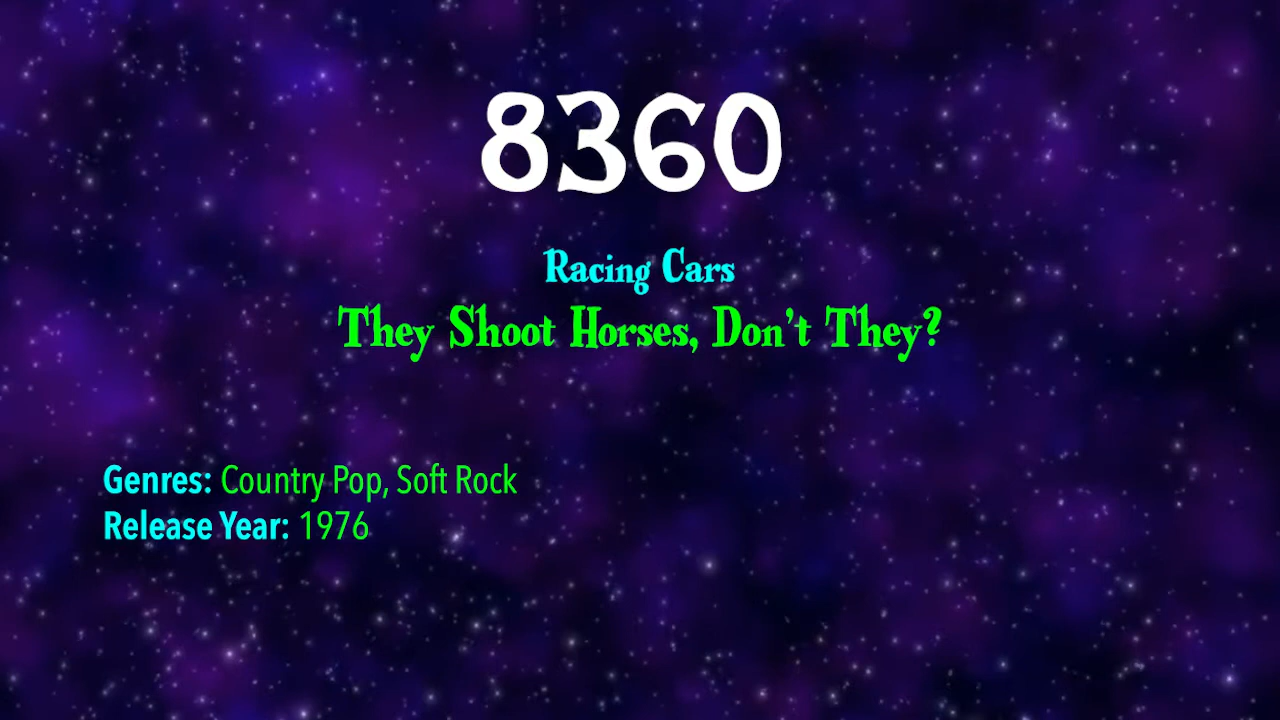 8360
Racing Cars
They Shoot Horses, Don't They?
Genres: Country Pop, Soft Rock
Release Year: 1976